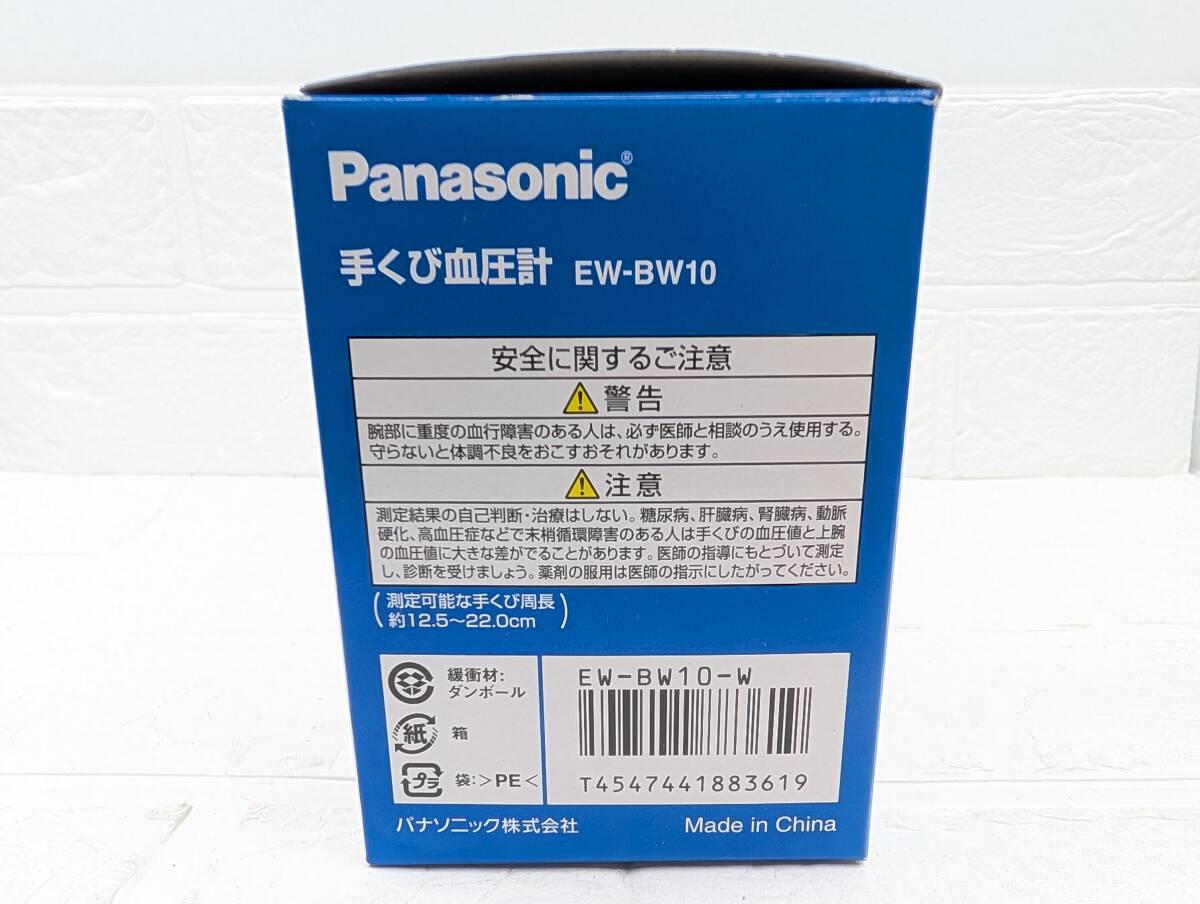 Panasonic®
手くび血圧計 EW-BW10
安全に関するご注意
警告
腕部に重度の血行障害のある人は、必ず医師と相談のうえ使用する。
守らないと体調不良をおこすおそれがあります。
注意
測定結果の自己判断・治療はしない。糖尿病、肝臓病、腎臓病、動脈
硬化、高血圧症などで末梢循環障害のある人は手くびの血圧値と上腕
の血圧値に大きな差がでることがあります。医師の指導にもとづいて測定
し、診断を受けましょう。薬剤の服用は医師の指示にしたがってください。
(測定可能な手くび周長
約12.5~22.0cm)
緩衝材:
ダンボール
紙 箱
プラ 袋:>PE<
EW-BW10-W
T4547441883619
パナソニック株式会社 Made in China